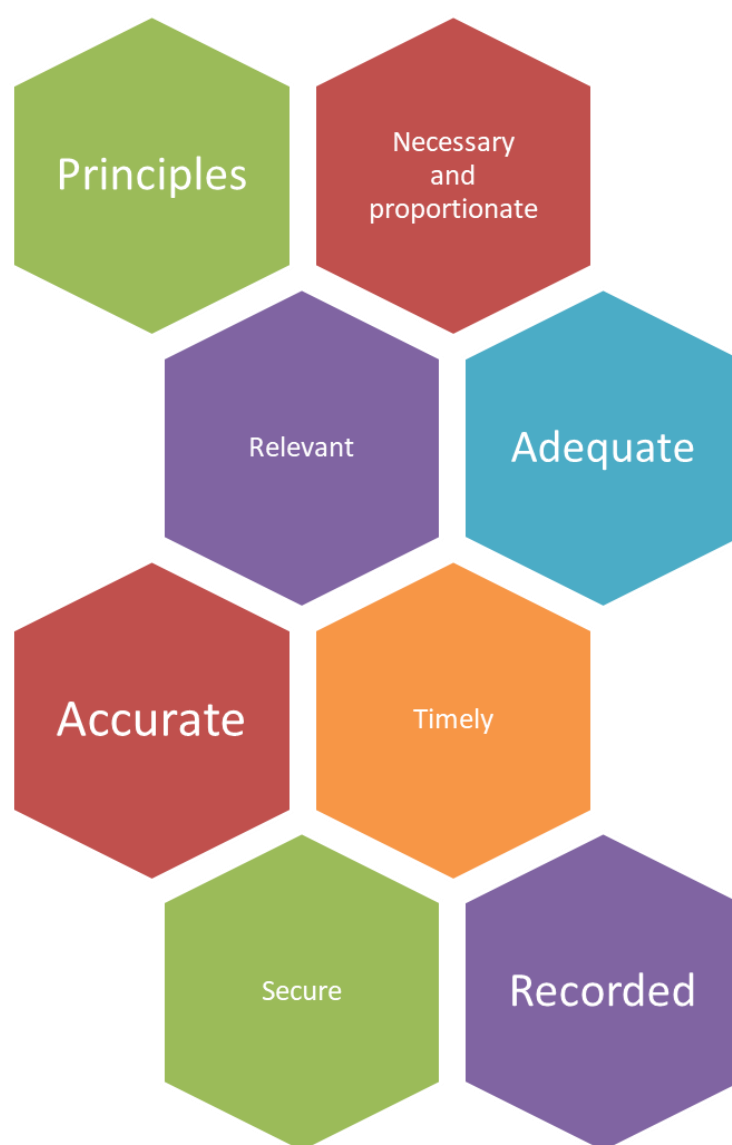 Principles
Necessary
and
proportionate
Relevant
Adequate
Accurate
Timely
Secure
Recorded